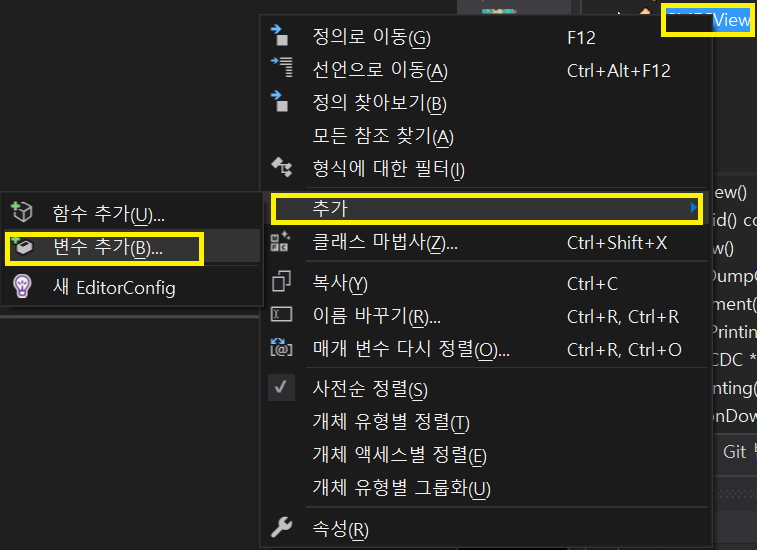 View
정의로 이동(G) F12
선언으로 이동(A) Ctrl+Alt+F12
정의 찾아보기(B)
모든 참조 찾기(A)
형식에 대한 필터(I)
추가
클래스 마법사(Z)... Ctrl+Shift+X
복사(Y) Ctrl+C
이름 바꾸기(R)... Ctrl+R, Ctrl+R
매개 변수 다시 정렬(O)... Ctrl+R, Ctrl+O
사전순 정렬(S)
개체 유형별 정렬(T)
개체 액세스별 정렬(E)
개체 유형별 그룹화(U)
속성(R)
함수 추가(U)...
변수 추가(B)...
새 EditorConfig
ew()
id() co
w()
DumpC
ment(
Printing
CDC *
nting(
onDow
Git